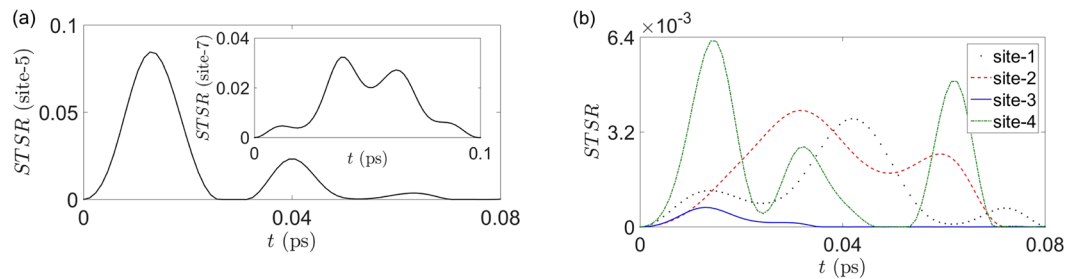 (a)
STSR (site-5)
0.1
0.05
0
0
0.04
0.08
t (ps)
STSR (site-7)
0.04
0.02
0
0
0.1
t (ps)
(b)
×10⁻³
STSR
6.4
3.2
0
0
0.04
0.08
t (ps)
site-1
site-2
site-3
site-4